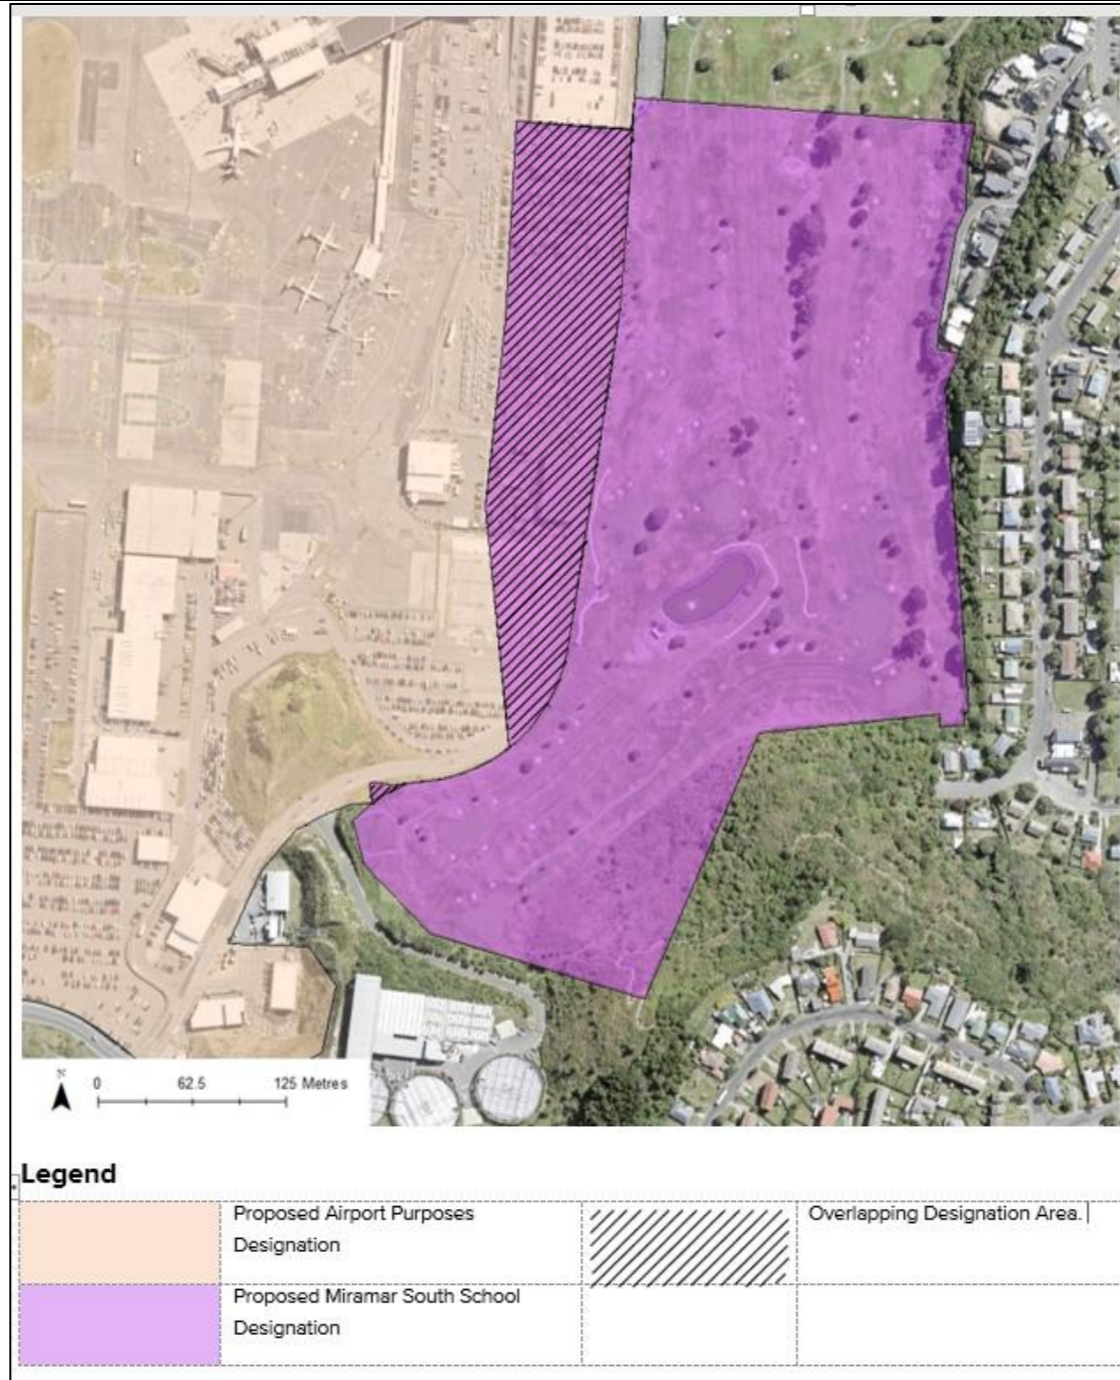 0 62.5 125 Metres
Legend
Proposed Airport Purposes
Designation
Overlapping Designation Area.
Proposed Miramar South School
Designation